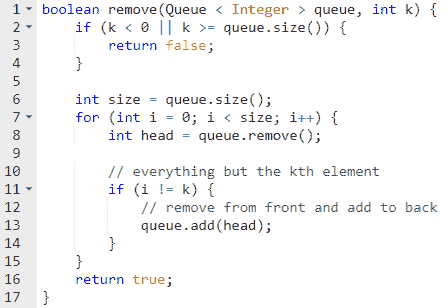 1 boolean remove(Queue < Integer > queue, int k) {
2 if (k < 0 || k >= queue.size()) {
3 return false;
4 }
5
6 int size = queue.size();
7 for (int i = 0; i < size; i++) {
8 int head = queue.remove();
9
10 // everything but the kth element
11 if (i != k) {
12 // remove from front and add to back
13 queue.add(head);
14 }
15 }
16 return true;
17 }